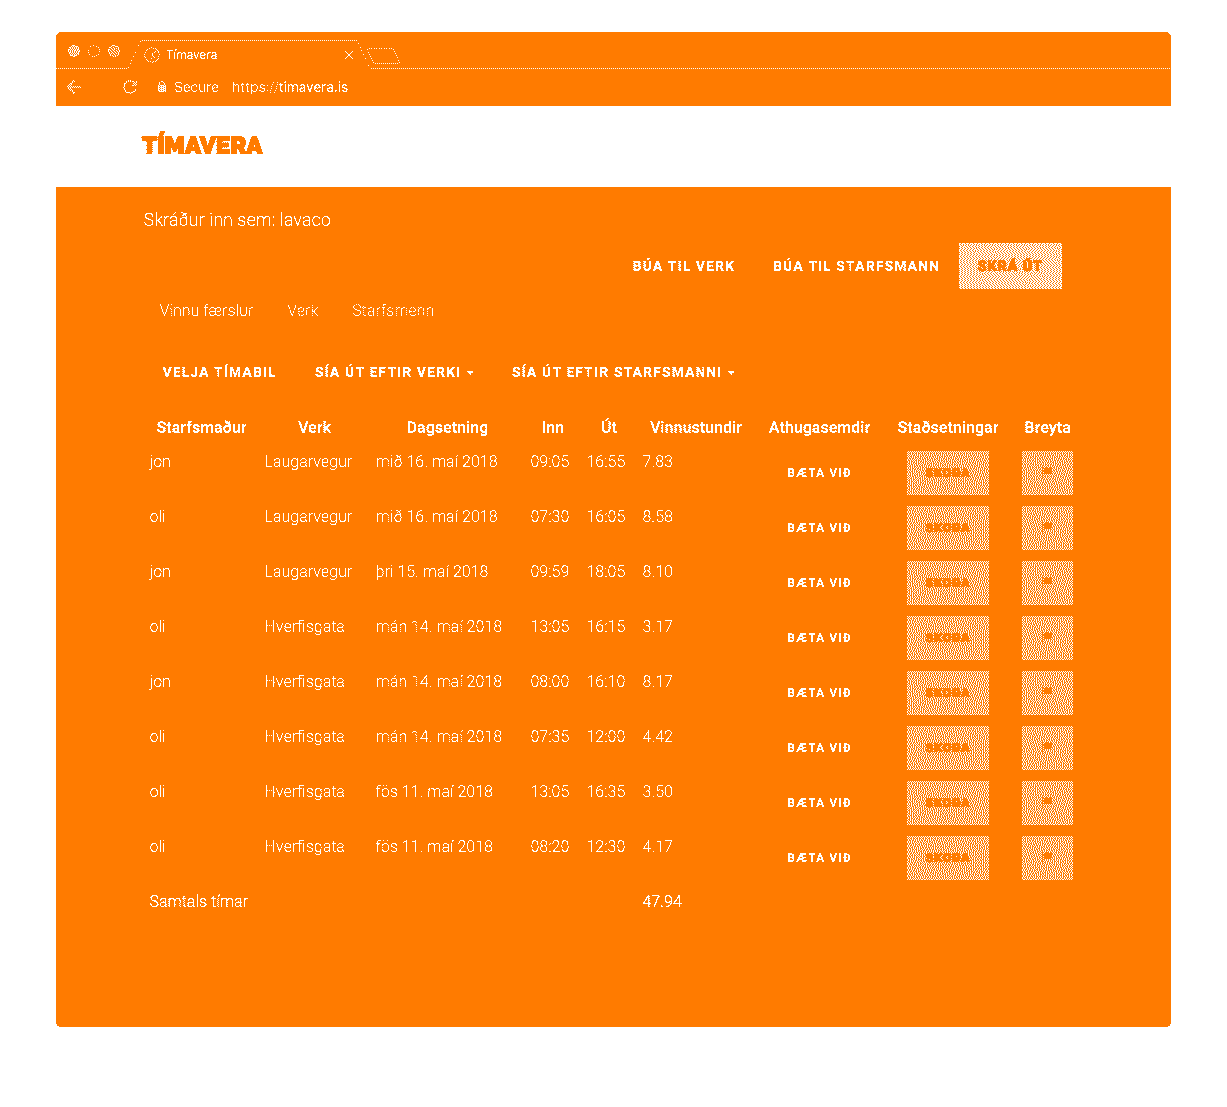 Tímavera
Secure https://tímavera.is
TÍMAVERA
Skráður inn sem: lavaco
BÚA TIL VERK BÚA TIL STARFSMANN SKRÁ ÚT
Vinnu færslur Verk Starfsmenn
VELJA TÍMABIL SÍA ÚT EFTIR VERKI SÍA ÚT EFTIR STARFSMANNI
Starfsmaður Verk Dagsetning Inn Út Vinnustundir Athugasemdir Staðsetningar Breyta
jon Laugarvegur mið 16. maí 2018 09:05 16:55 7.83 BÆTA VIÐ SKOÐA
oli Laugarvegur mið 16. maí 2018 07:30 16:05 8.58 BÆTA VIÐ SKOÐA
jon Laugarvegur þri 15. maí 2018 09:59 18:05 8.10 BÆTA VIÐ SKOÐA
oli Hverfisgata mán 14. maí 2018 13:05 16:15 3.17 BÆTA VIÐ SKOÐA
jon Hverfisgata mán 14. maí 2018 08:00 16:10 8.17 BÆTA VIÐ SKOÐA
oli Hverfisgata mán 14. maí 2018 07:35 12:00 4.42 BÆTA VIÐ SKOÐA
oli Hverfisgata fös 11. maí 2018 13:05 16:35 3.50 BÆTA VIÐ SKOÐA
oli Hverfisgata fös 11. maí 2018 08:20 12:30 4.17 BÆTA VIÐ SKOÐA
Samtals tímar 47.94